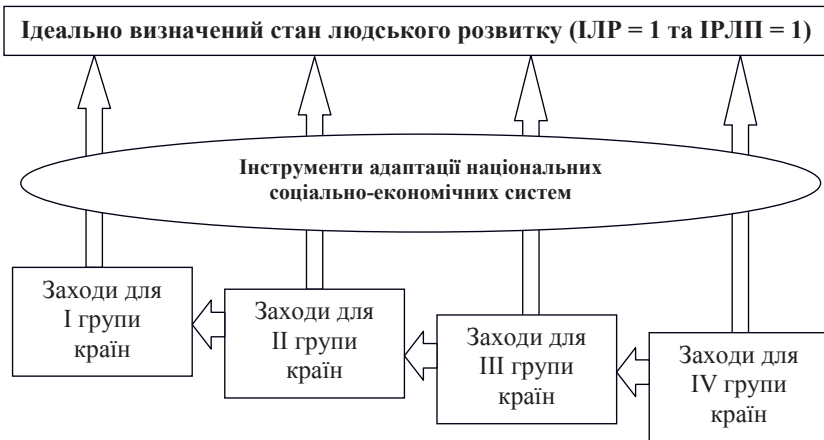 Ідеально визначений стан людського розвитку (ІЛР = 1 та ІРЛП = 1)
Інструменти адаптації національних
соціально-економічних систем
Заходи для
І групи
країн
Заходи для
ІІ групи
країн
Заходи для
ІІІ групи
країн
Заходи для
IV групи
країн